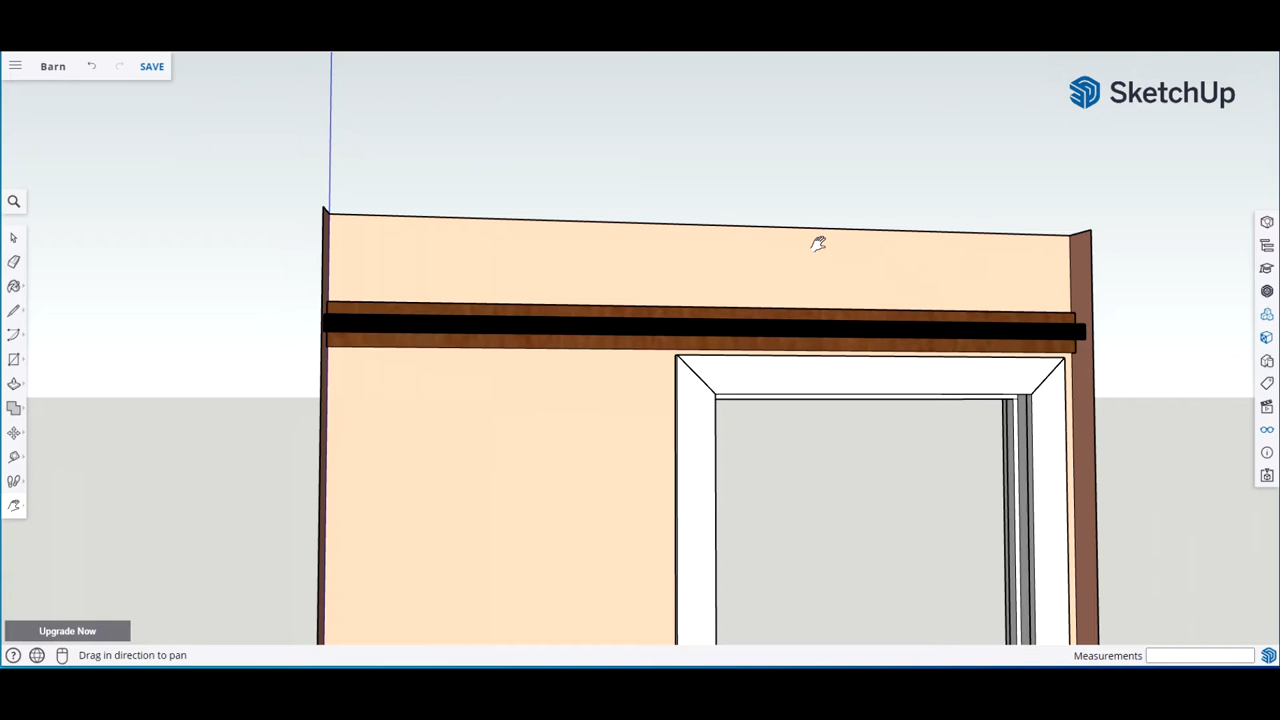 Barn
SAVE
SketchUp
Upgrade Now
Drag in direction to pan
Measurements